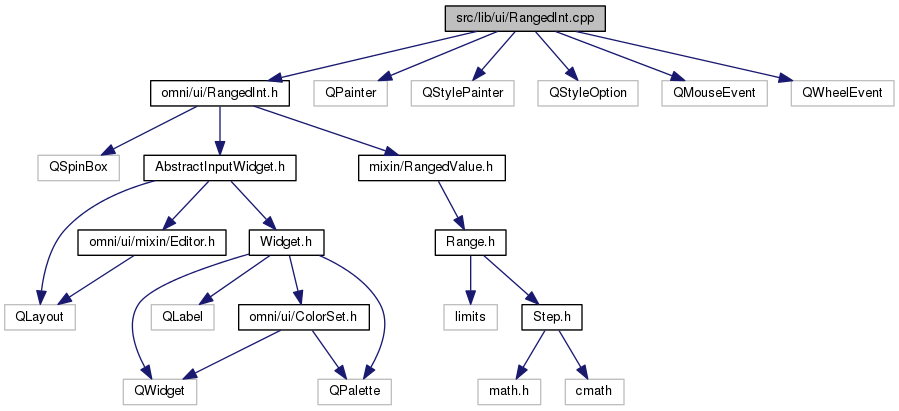 src/lib/ui/RangedInt.cpp
omni/ui/RangedInt.h
QPainter
QStylePainter
QStyleOption
QMouseEvent
QWheelEvent
QSpinBox
AbstractInputWidget.h
mixin/RangedValue.h
omni/ui/mixin/Editor.h
Widget.h
Range.h
QLayout
QLabel
omni/ui/ColorSet.h
limits
Step.h
QWidget
QPalette
math.h
cmath